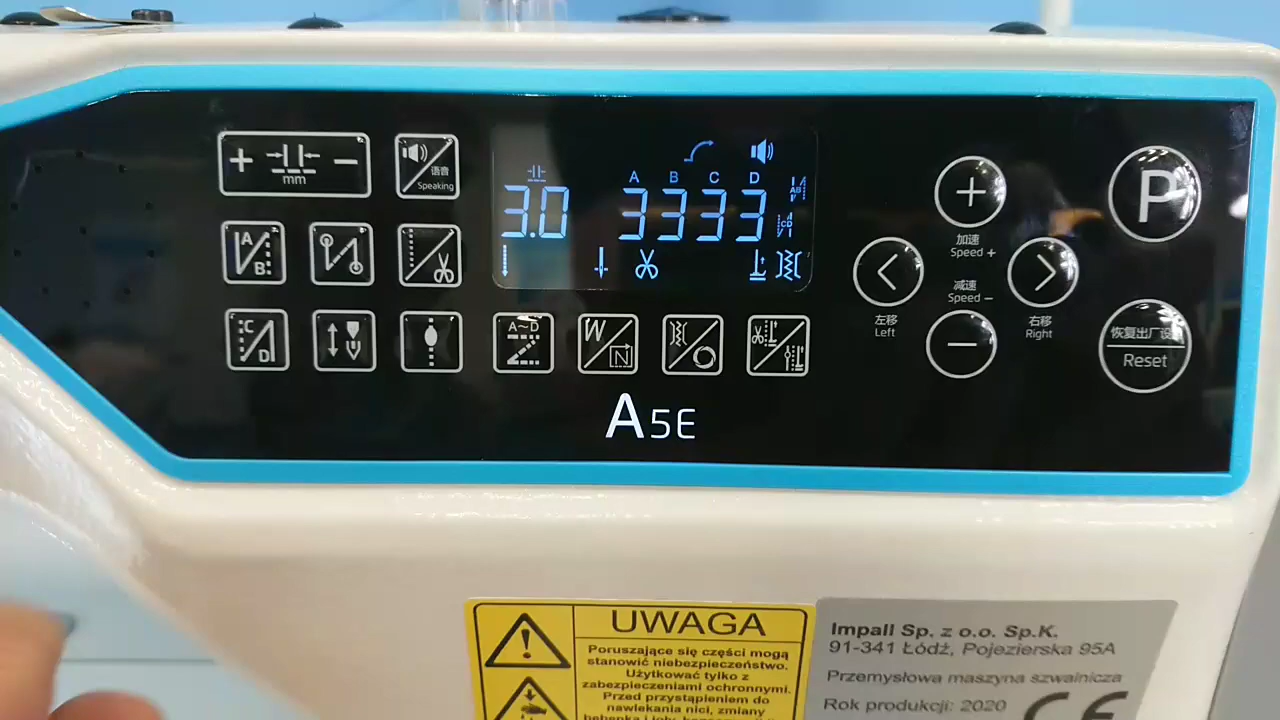 + −
mm
语音
Speaking
A B C D
3.0 3333
AB
CD
A
B
C
D
A~D
W
N
A5E
+
加速
Speed +
左移
Left
右移
Right
减速
Speed −
−
P
恢复出厂设
Reset
UWAGA
Poruszające się części mogą
stanowić niebezpieczeństwo.
Użytkować tylko z
zabezpieczeniami ochronnymi.
Przed przystąpieniem do
nawlekania nici, zmiany
Impall Sp. z o.o. Sp.K.
91-341 Łódź, Pojezierska 95A
Przemysłowa maszyna szwalnicza
Rok produkcji: 2020
CE